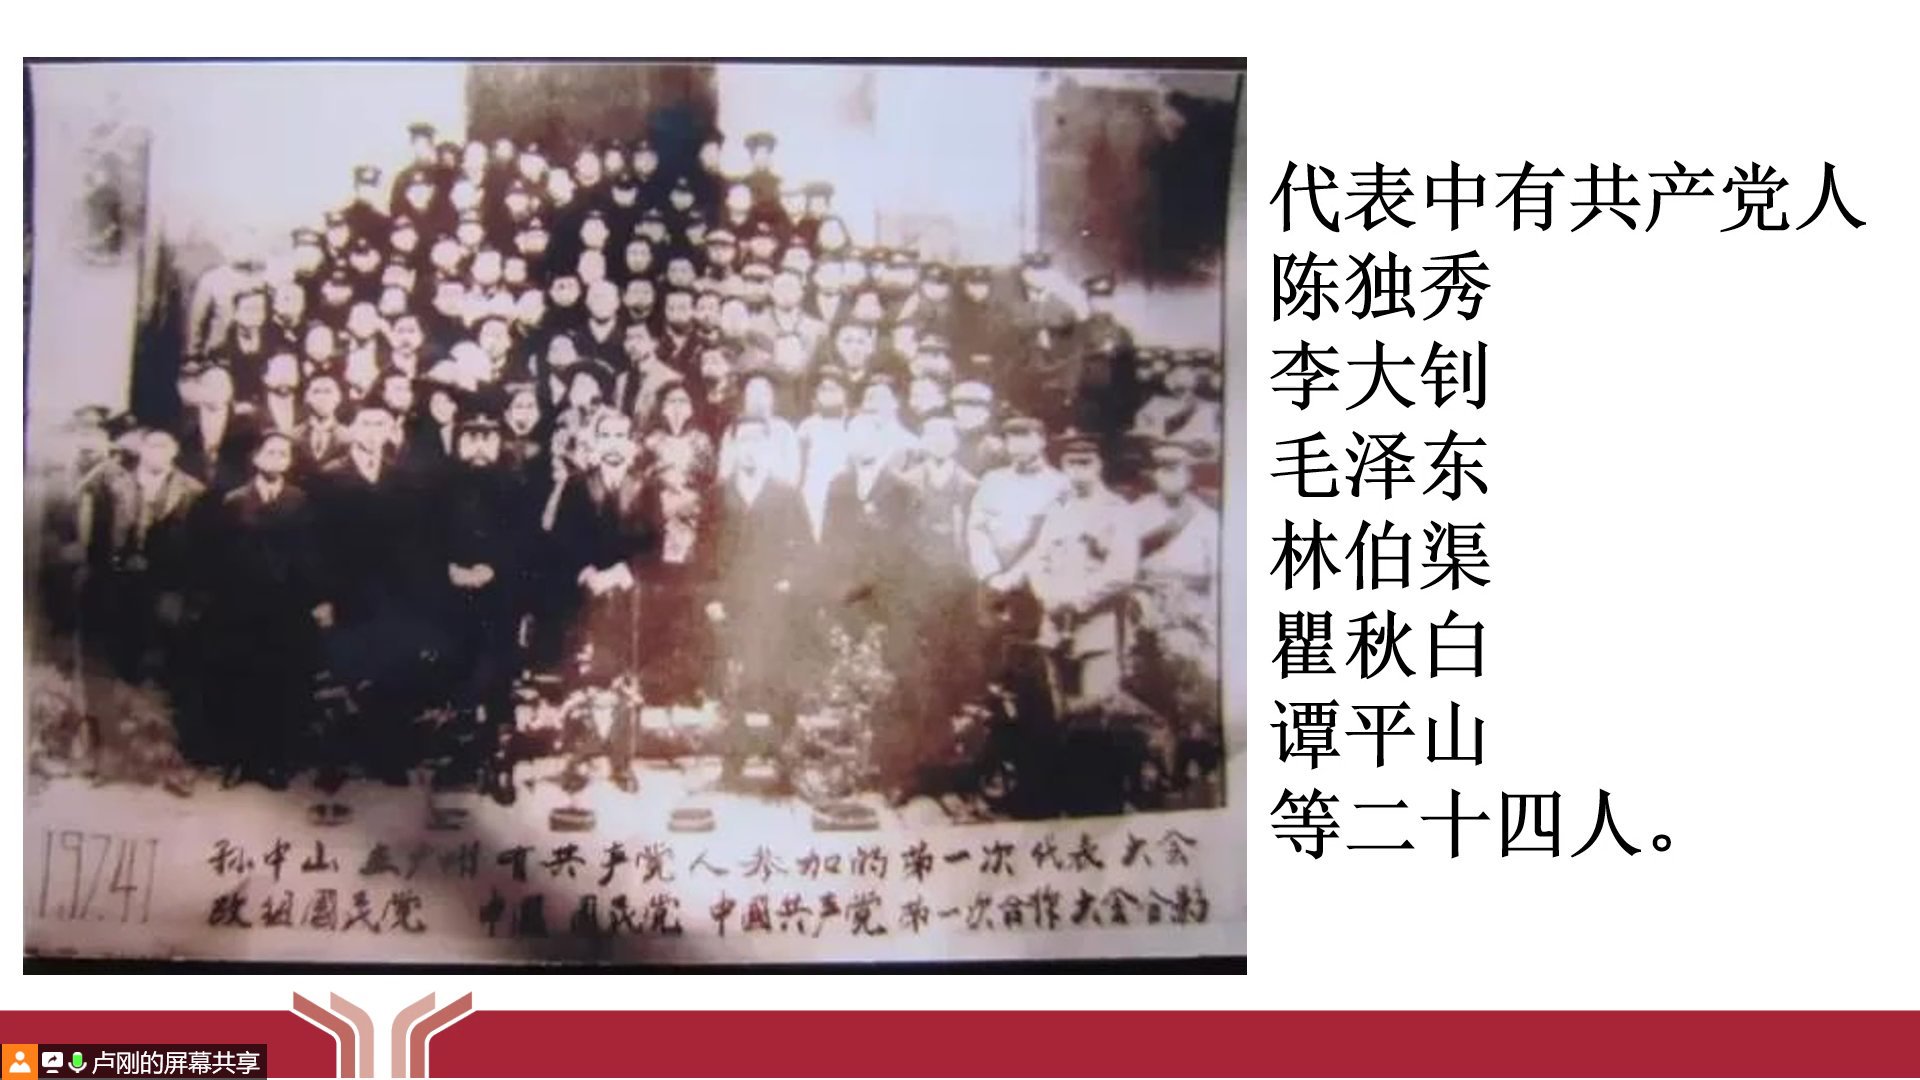 代表中有共产党人
陈独秀
李大钊
毛泽东
林伯渠
瞿秋白
谭平山
等二十四人。
1924.1
孙中山在广州有共产党人参加的第一次代表大会
改组国民党 中国国民党 中国共产党第一次合作大会合影
卢刚的屏幕共享